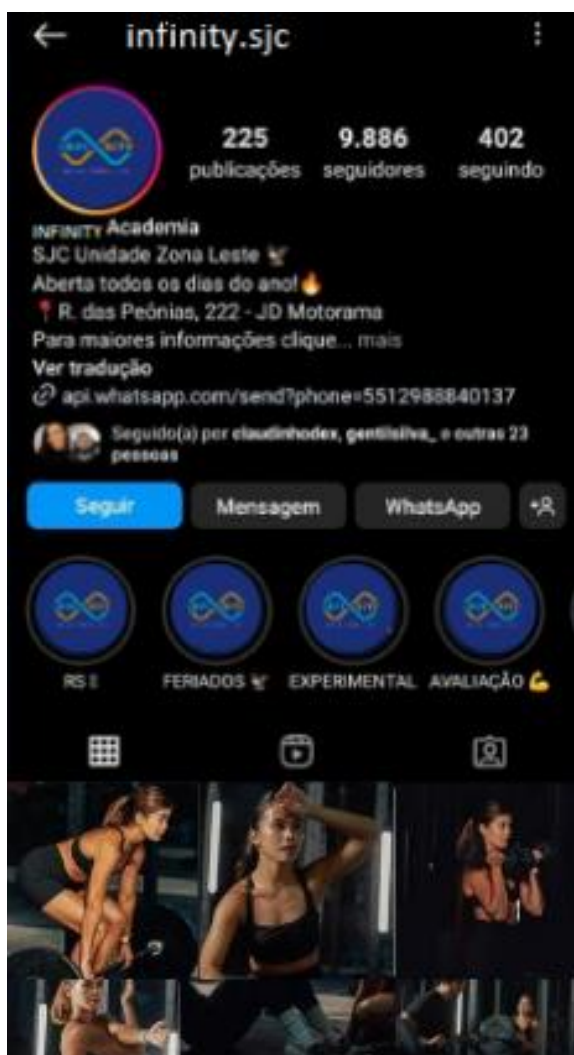 infinity.sjc
225 9.886 402
publicações seguidores seguindo
INFINITY Academia
SJC Unidade Zona Leste
Aberta todos os dias do ano!
R. das Peônias, 222 - JD Motorama
Para maiores informações clique... mais
Ver tradução
api.whatsapp.com/send?phone=5512988840137
Seguido(a) por claudinhodex, gentilsilva_ e outras 23
pessoas
Seguir Mensagem WhatsApp
RS FERIADOS EXPERIMENTAL AVALIAÇÃO